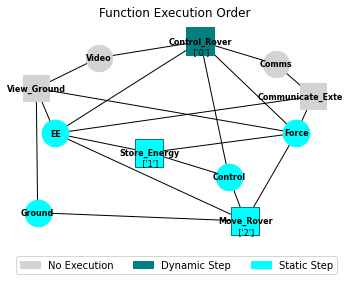 Function Execution Order
Control_Rover
['0']
Video
Comms
View_Ground
Communicate_Exte
EE
Force
Store_Energy
['1']
Control
Ground
Move_Rover
['2']
No Execution
Dynamic Step
Static Step